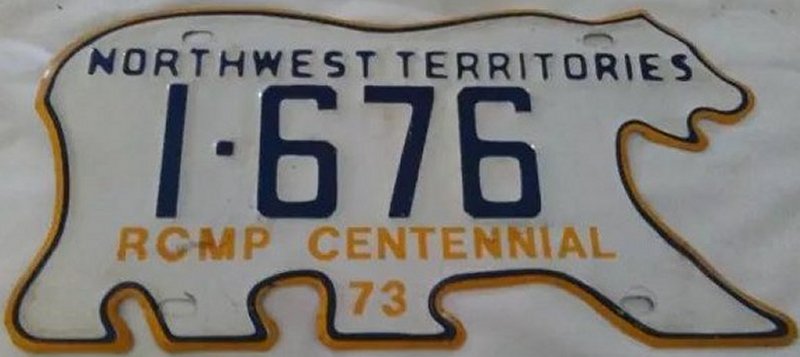 NORTHWEST TERRITORIES
1·676
RCMP CENTENNIAL
73